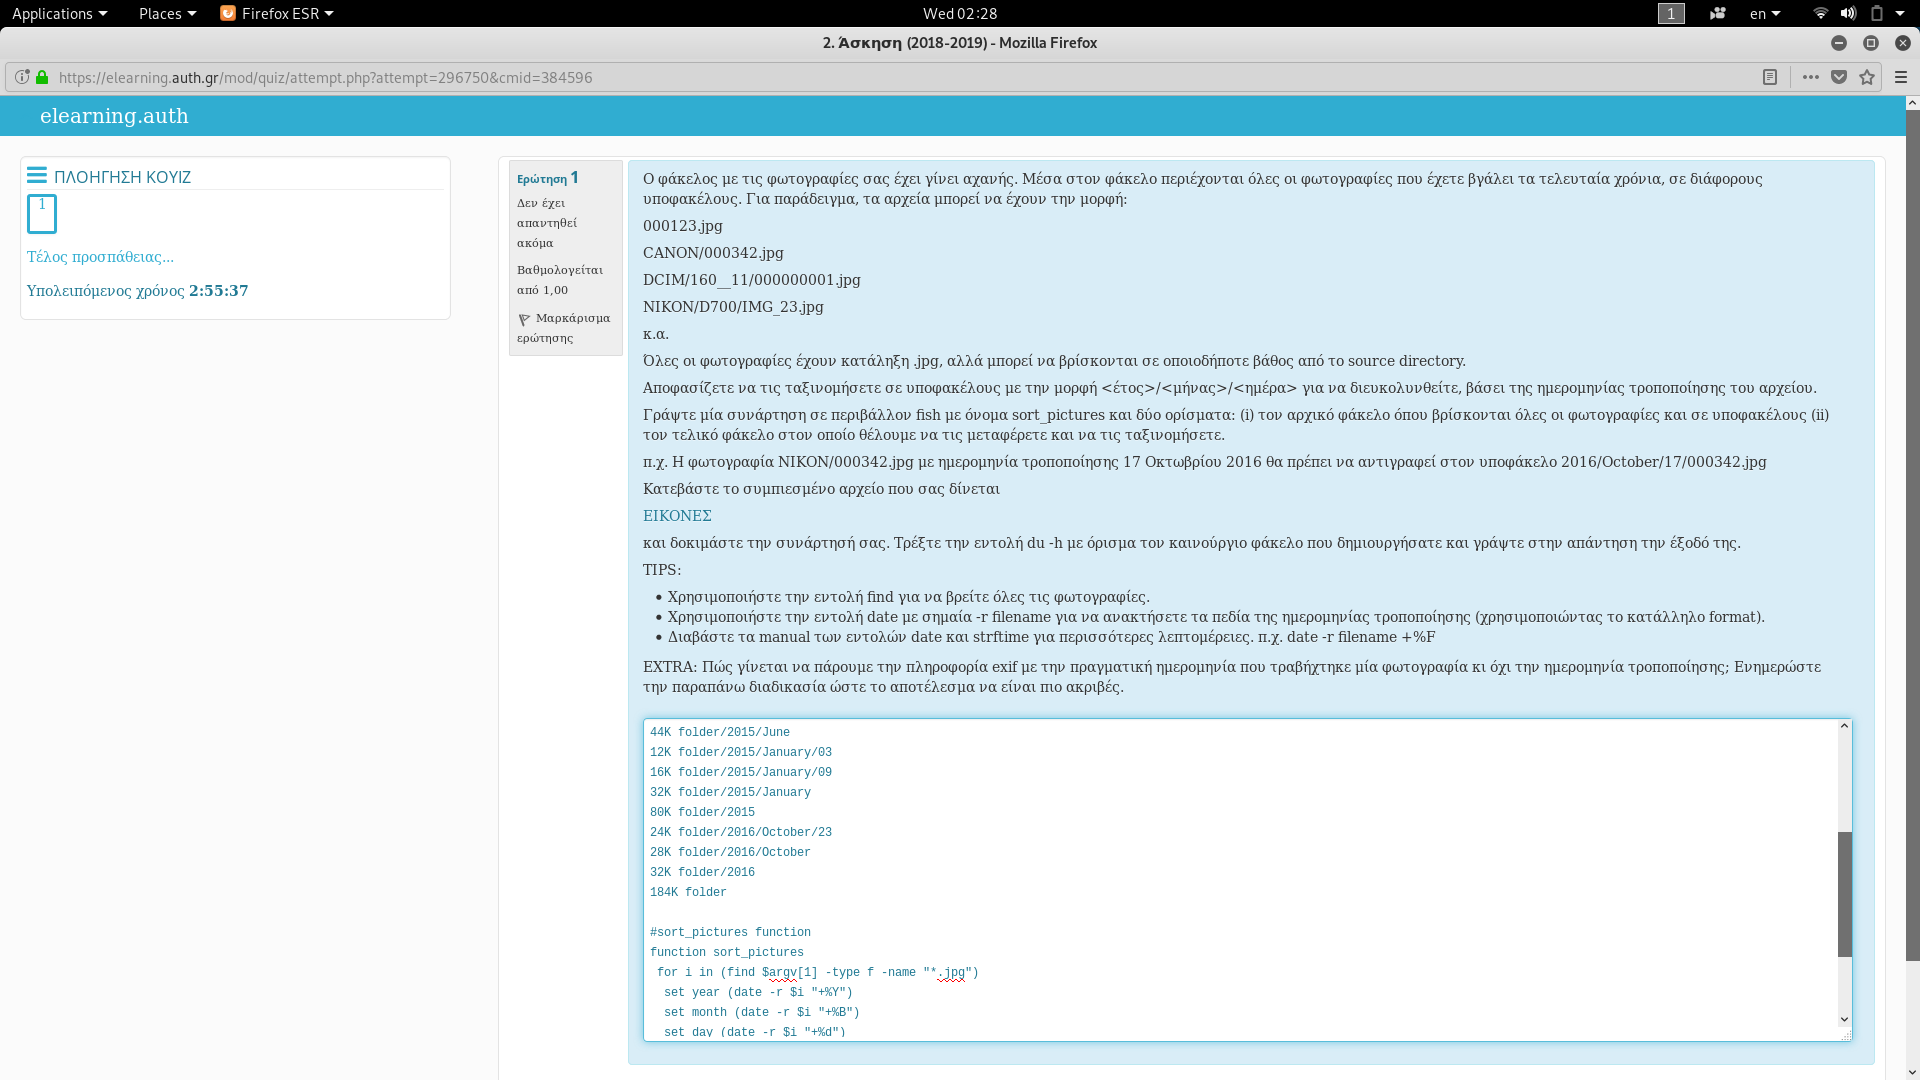 Applications
Places
Firefox ESR
Wed 02:28
1
en
2. Άσκηση (2018-2019) - Mozilla Firefox
https://elearning.auth.gr/mod/quiz/attempt.php?attempt=296750&cmid=384596
elearning.auth
ΠΛΟΗΓΗΣΗ ΚΟΥΙΖ
1
Τέλος προσπάθειας...
Υπολειπόμενος χρόνος 2:55:37
Ερώτηση 1
Δεν έχει
απαντηθεί
ακόμα
Βαθμολογείται
από 1,00
Μαρκάρισμα
ερώτησης
Ο φάκελος με τις φωτογραφίες σας έχει γίνει αχανής. Μέσα στον φάκελο περιέχονται όλες οι φωτογραφίες που έχετε βγάλει τα τελευταία χρόνια, σε διάφορους
υποφακέλους. Για παράδειγμα, τα αρχεία μπορεί να έχουν την μορφή:
000123.jpg
CANON/000342.jpg
DCIM/160__11/000000001.jpg
NIKON/D700/IMG_23.jpg
κ.α.
Όλες οι φωτογραφίες έχουν κατάληξη .jpg, αλλά μπορεί να βρίσκονται σε οποιοδήποτε βάθος από το source directory.
Αποφασίζετε να τις ταξινομήσετε σε υποφακέλους με την μορφή <έτος>/<μήνας>/<ημέρα> για να διευκολυνθείτε, βάσει της ημερομηνίας τροποποίησης του αρχείου.
Γράψτε μία συνάρτηση σε περιβάλλον fish με όνομα sort_pictures και δύο ορίσματα: (i) τον αρχικό φάκελο όπου βρίσκονται όλες οι φωτογραφίες και σε υποφακέλους (ii)
τον τελικό φάκελο στον οποίο θέλουμε να τις μεταφέρετε και να τις ταξινομήσετε.
π.χ. Η φωτογραφία NIKON/000342.jpg με ημερομηνία τροποποίησης 17 Οκτωβρίου 2016 θα πρέπει να αντιγραφεί στον υποφάκελο 2016/October/17/000342.jpg
Κατεβάστε το συμπιεσμένο αρχείο που σας δίνεται
ΕΙΚΟΝΕΣ
και δοκιμάστε την συνάρτησή σας. Τρέξτε την εντολή du -h με όρισμα τον καινούργιο φάκελο που δημιουργήσατε και γράψτε στην απάντηση την έξοδό της.
TIPS:
• Χρησιμοποιήστε την εντολή find για να βρείτε όλες τις φωτογραφίες.
• Χρησιμοποιήστε την εντολή date με σημαία -r filename για να ανακτήσετε τα πεδία της ημερομηνίας τροποποίησης (χρησιμοποιώντας το κατάλληλο format).
• Διαβάστε τα manual των εντολών date και strftime για περισσότερες λεπτομέρειες. π.χ. date -r filename +%F
EXTRA: Πώς γίνεται να πάρουμε την πληροφορία exif με την πραγματική ημερομηνία που τραβήχτηκε μία φωτογραφία κι όχι την ημερομηνία τροποποίησης; Ενημερώστε
την παραπάνω διαδικασία ώστε το αποτέλεσμα να είναι πιο ακριβές.
44K folder/2015/June
12K folder/2015/January/03
16K folder/2015/January/09
32K folder/2015/January
80K folder/2015
24K folder/2016/October/23
28K folder/2016/October
32K folder/2016
184K folder
#sort_pictures function
function sort_pictures
for i in (find $argv[1] -type f -name "*.jpg")
set year (date -r $i "+%Y")
set month (date -r $i "+%B")
set day (date -r $i "+%d")